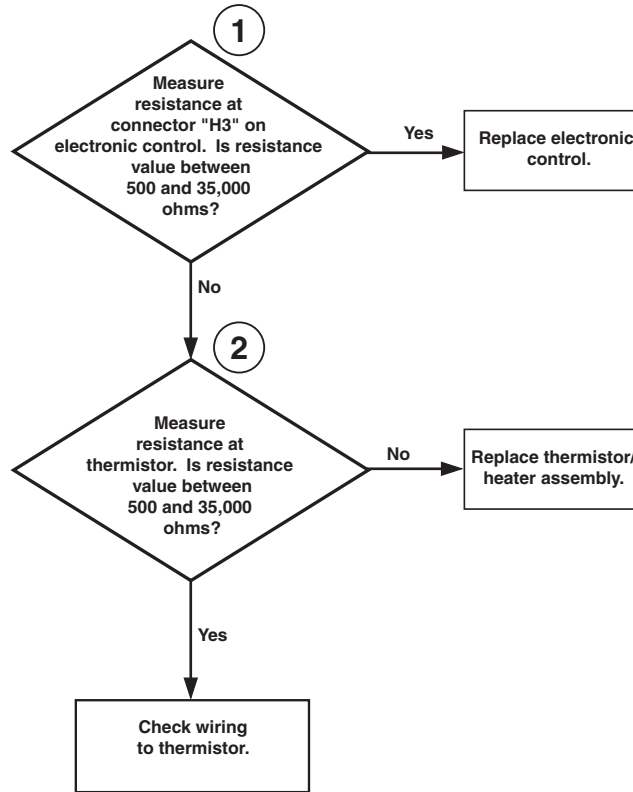 1
Measure
resistance at
connector "H3" on
electronic control. Is resistance
value between
500 and 35,000
ohms?
Yes
Replace electronic
control.
No
2
Measure
resistance at
thermistor. Is resistance
value between
500 and 35,000
ohms?
No
Replace thermistor/
heater assembly.
Yes
Check wiring
to thermistor.